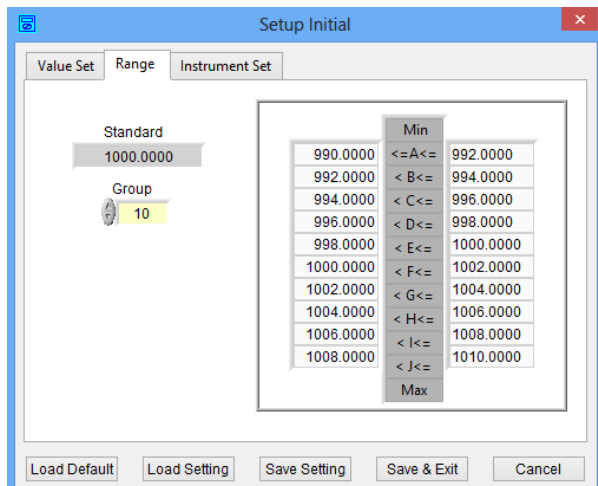 Setup Initial
Value Set Range Instrument Set
Standard
1000.0000
Group
10
Min
990.0000 <=A<= 992.0000
992.0000 < B<= 994.0000
994.0000 < C<= 996.0000
996.0000 < D<= 998.0000
998.0000 < E<= 1000.0000
1000.0000 < F<= 1002.0000
1002.0000 < G<= 1004.0000
1004.0000 < H<= 1006.0000
1006.0000 < I<= 1008.0000
1008.0000 < J<= 1010.0000
Max
Load Default Load Setting Save Setting Save & Exit Cancel